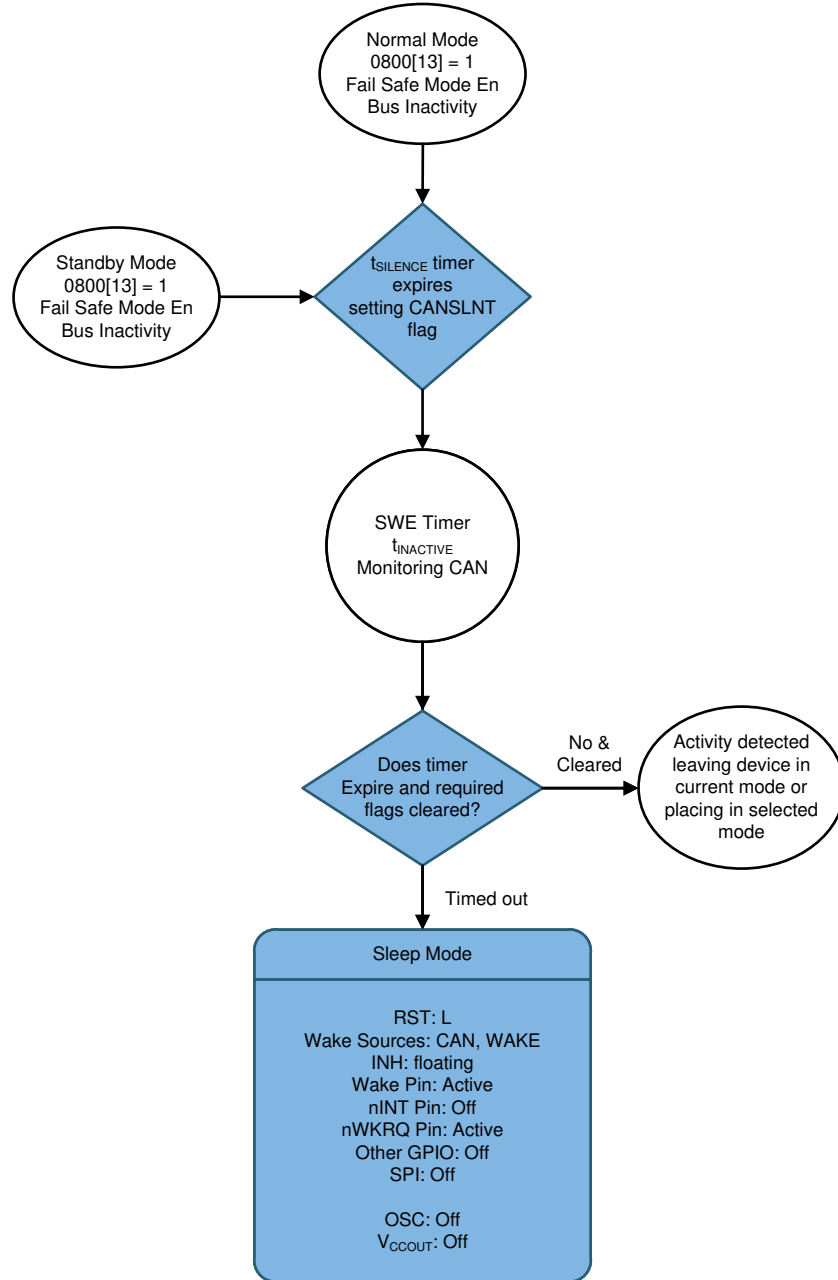 Normal Mode
0800[13] = 1
Fail Safe Mode En
Bus Inactivity
Standby Mode
0800[13] = 1
Fail Safe Mode En
Bus Inactivity
tSILENCE timer
expires
setting CANSLNT
flag
SWE Timer
tINACTIVE
Monitoring CAN
Does timer
Expire and required
flags cleared?
No &
Cleared
Activity detected
leaving device in
current mode or
placing in selected
mode
Timed out
Sleep Mode
RST: L
Wake Sources: CAN, WAKE
INH: floating
Wake Pin: Active
nINT Pin: Off
nWKRQ Pin: Active
Other GPIO: Off
SPI: Off
OSC: Off
VCCOUT: Off